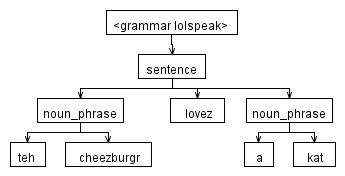 <grammar lolspeak>
sentence
noun_phrase lovez noun_phrase
teh cheezburgr a kat